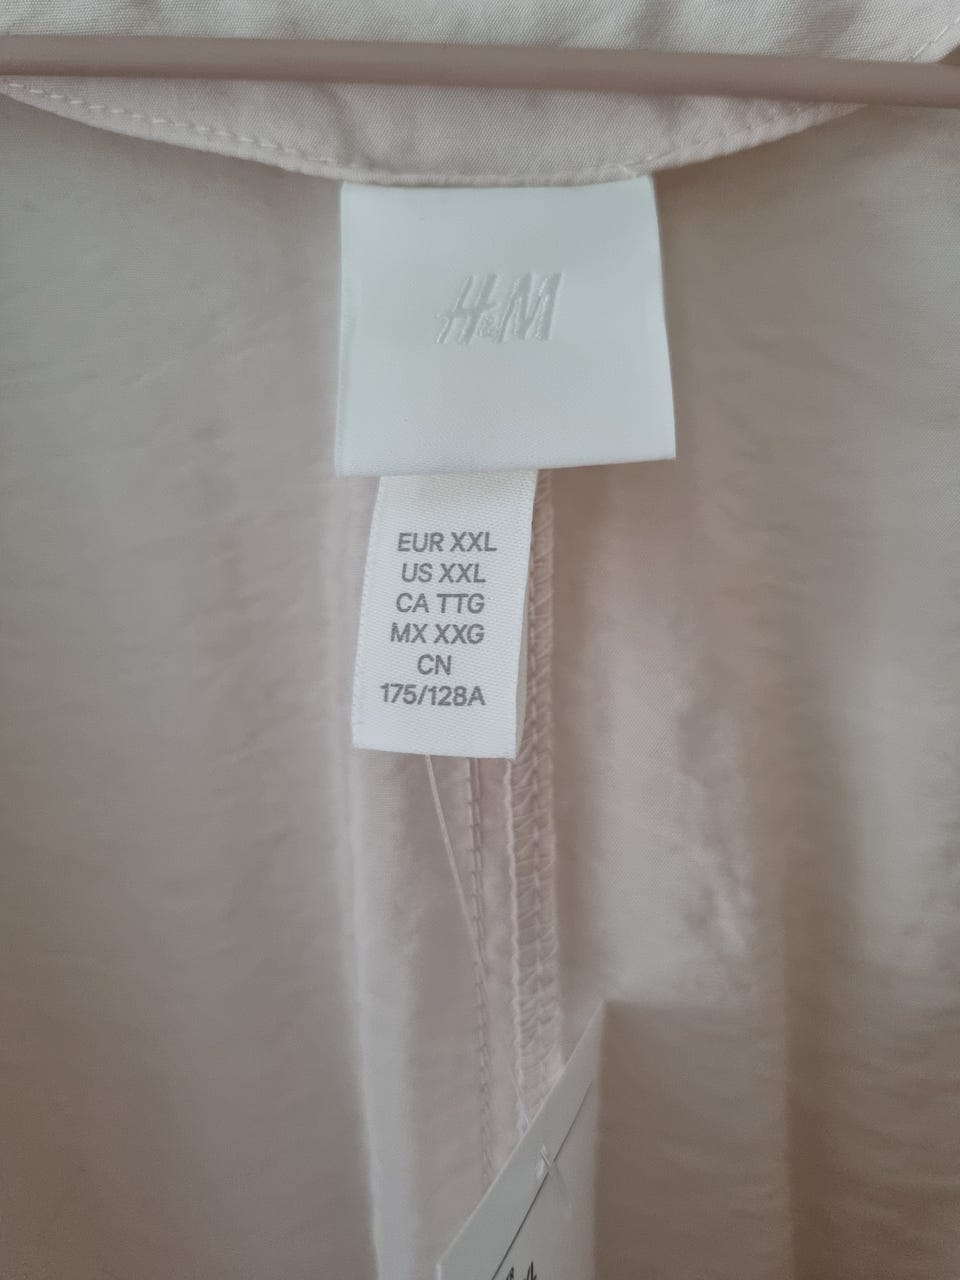 H&M
EUR XXL
US XXL
CA TTG
MX XXG
CN
175/128A